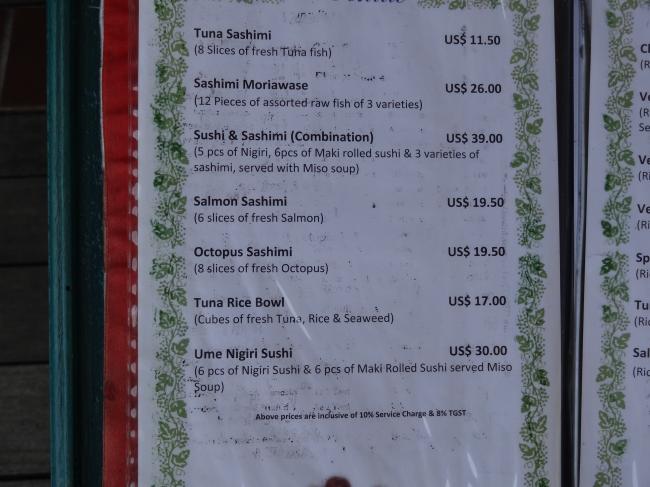 Tuna Sashimi US$ 11.50
(8 Slices of fresh Tuna fish)
Sashimi Moriawase US$ 26.00
(12 Pieces of assorted raw fish of 3 varieties)
Sushi & Sashimi (Combination) US$ 39.00
(5 pcs of Nigiri, 6pcs of Maki rolled sushi & 3 varieties of
sashimi, served with Miso soup)
Salmon Sashimi US$ 19.50
(6 slices of fresh Salmon)
Octopus Sashimi US$ 19.50
(8 slices of fresh Octopus)
Tuna Rice Bowl US$ 17.00
(Cubes of fresh Tuna, Rice & Seaweed)
Ume Nigiri Sushi US$ 30.00
(6 pcs of Nigiri Sushi & 6 pcs of Maki Rolled Sushi served Miso
Soup)
Above prices are inclusive of 10% Service Charge & 8% TGST